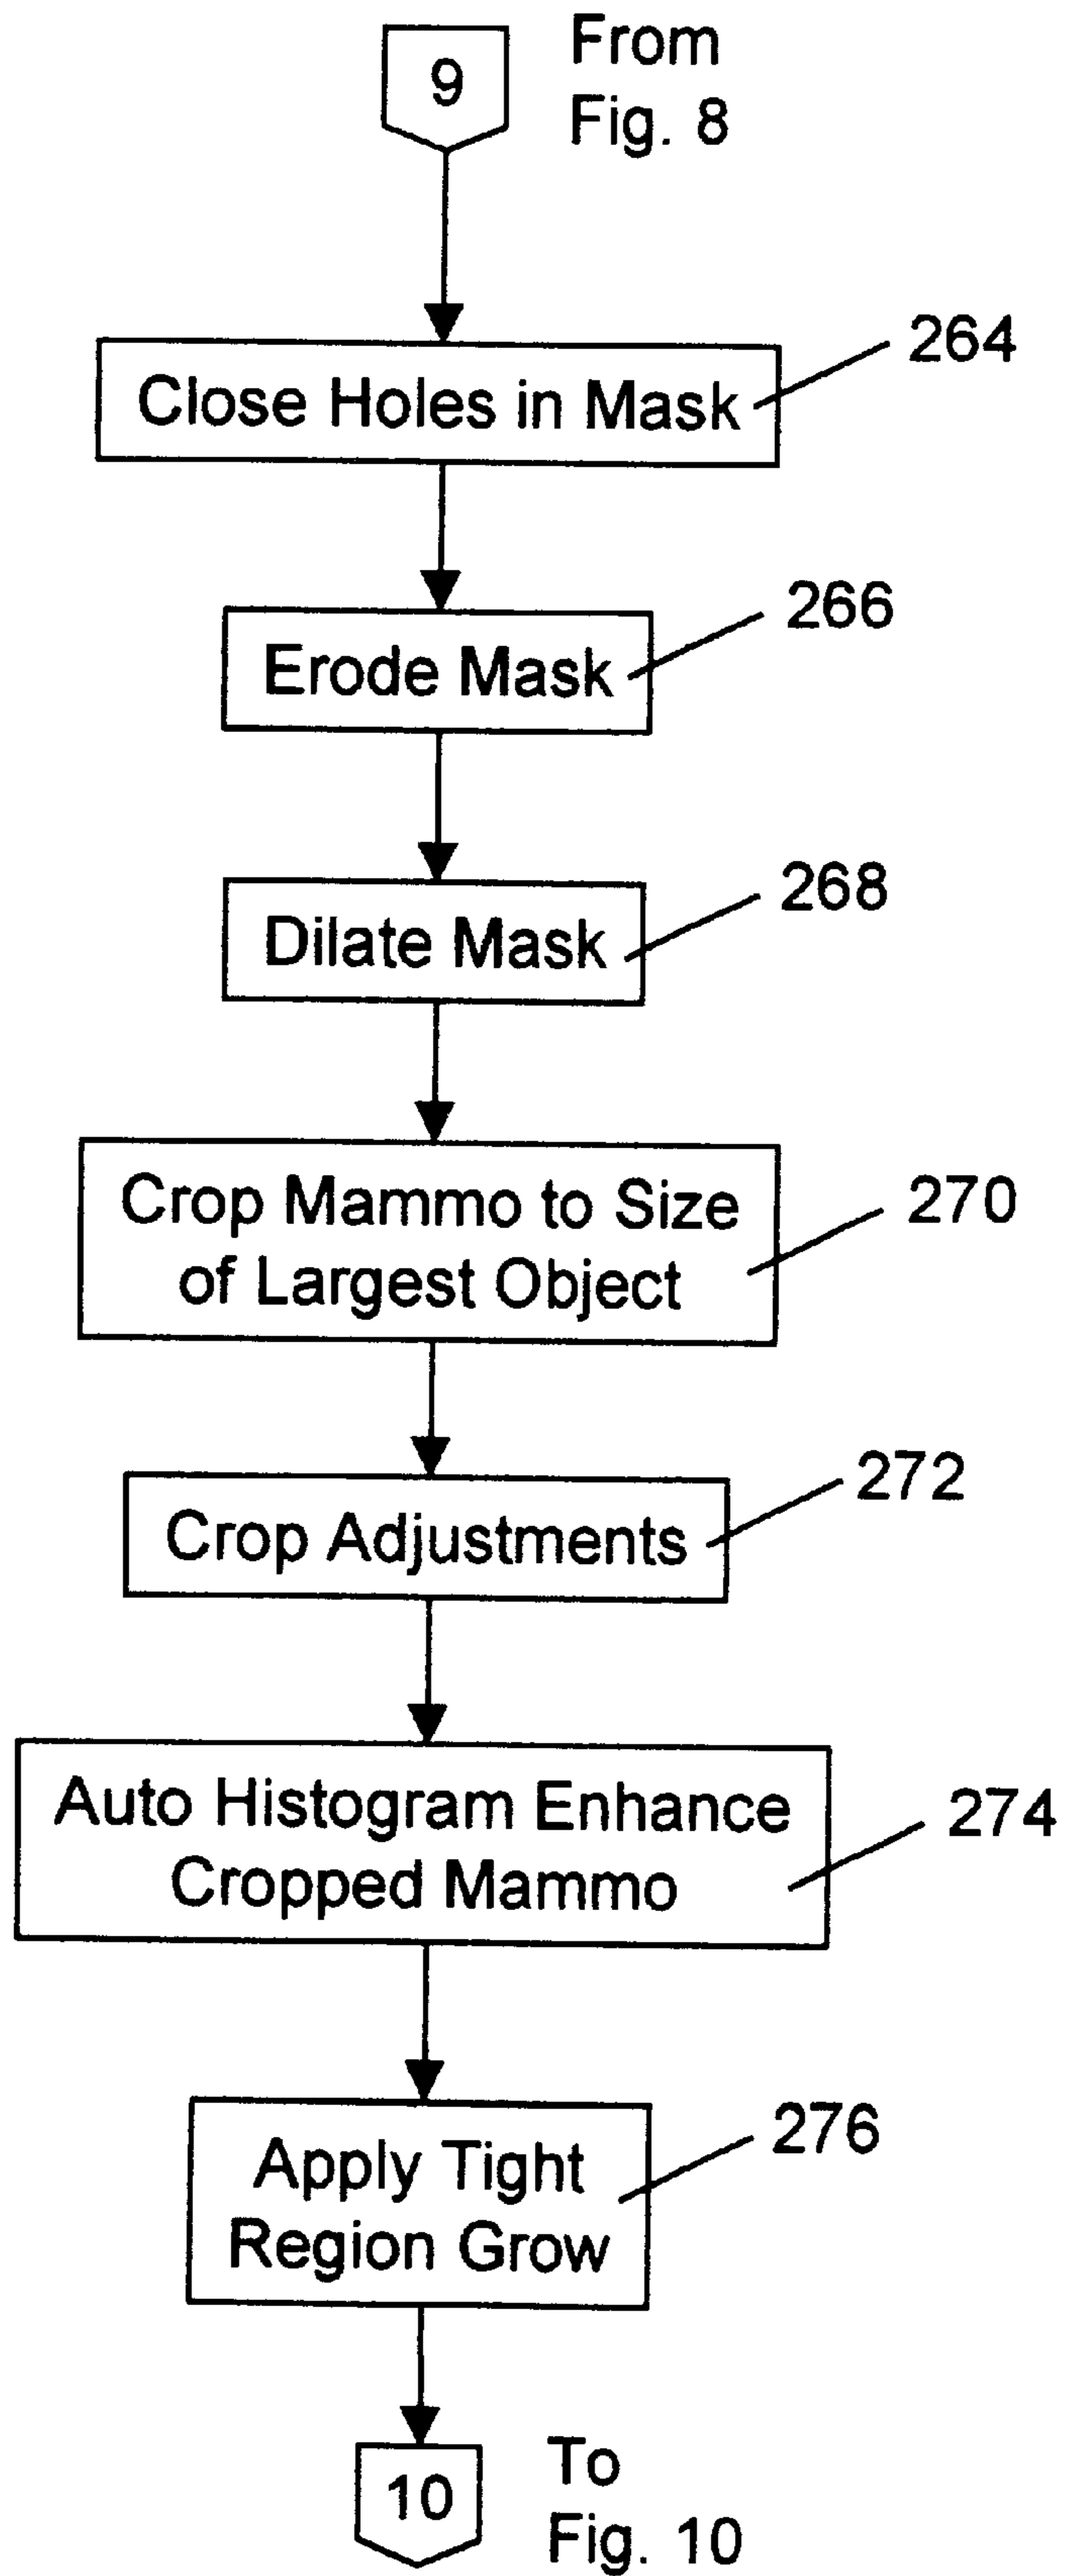 9
From
Fig. 8
264
Close Holes in Mask
266
Erode Mask
268
Dilate Mask
270
Crop Mammo to Size
of Largest Object
272
Crop Adjustments
274
Auto Histogram Enhance
Cropped Mammo
276
Apply Tight
Region Grow
10
To
Fig. 10